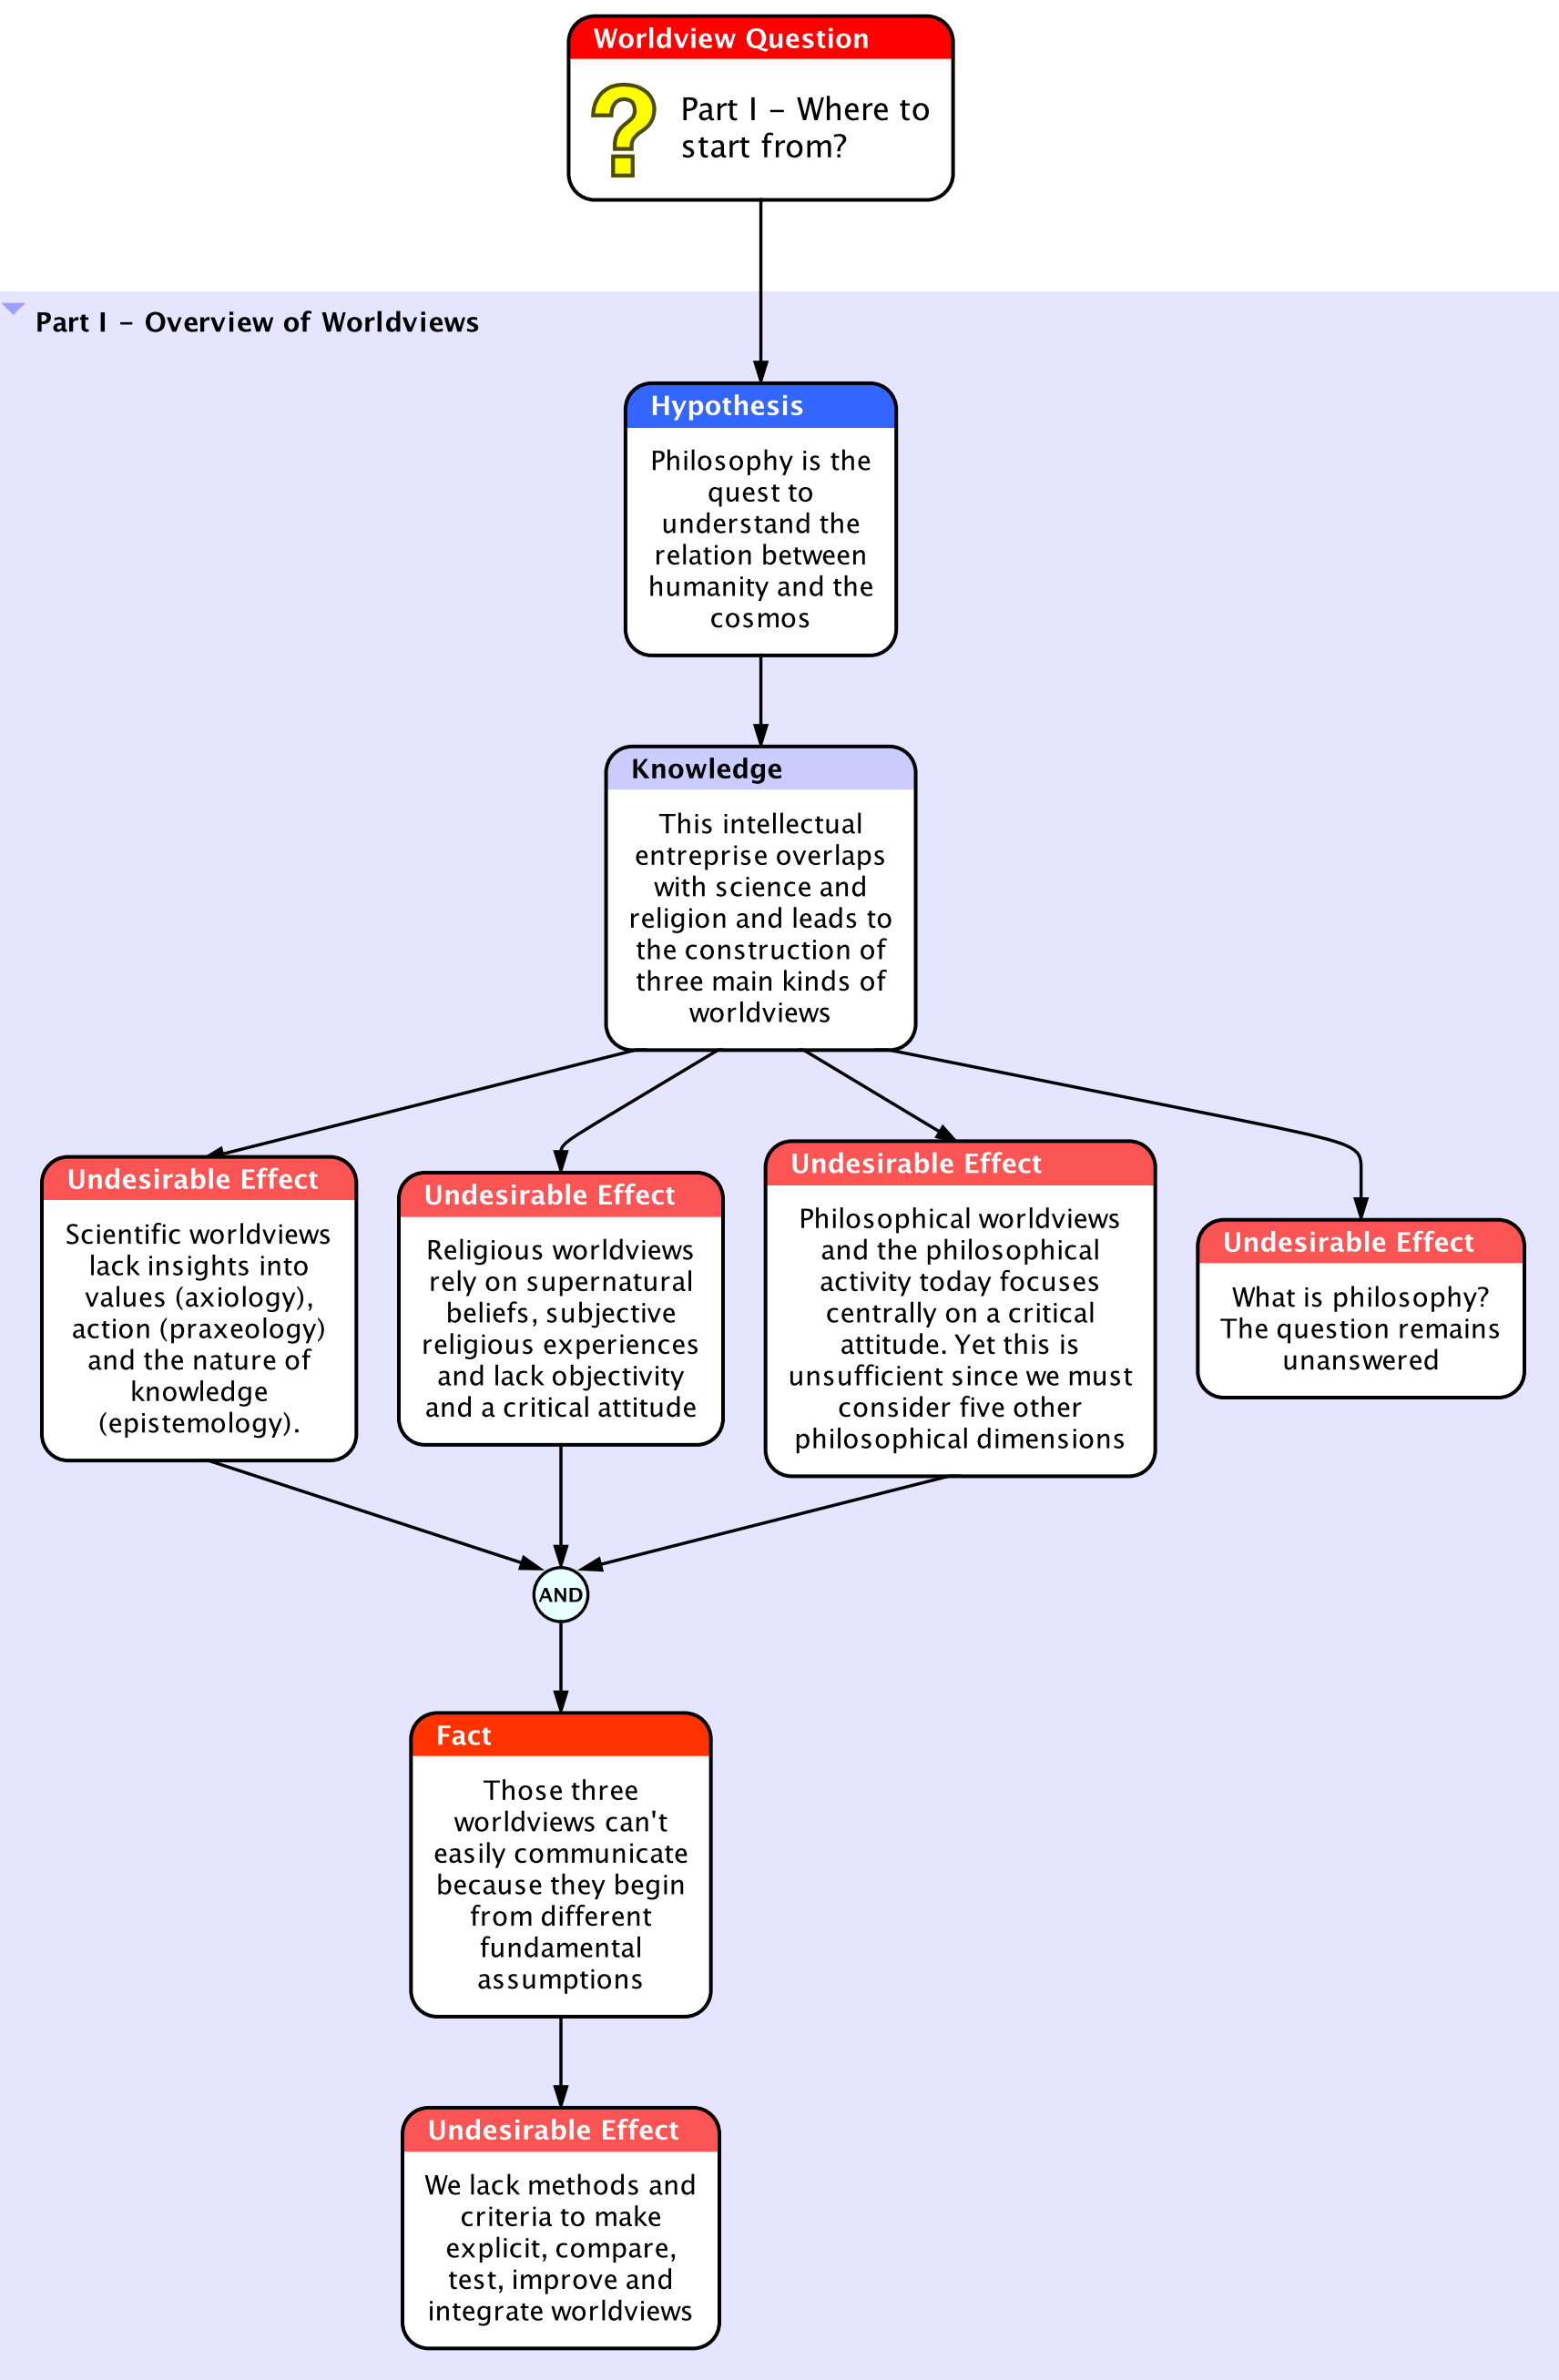 Worldview Question
Part I – Where to
start from?
Part I – Overview of Worldviews
Hypothesis
Philosophy is the
quest to
understand the
relation between
humanity and the
cosmos
Knowledge
This intellectual
entreprise overlaps
with science and
religion and leads to
the construction of
three main kinds of
worldviews
Undesirable Effect
Scientific worldviews
lack insights into
values (axiology),
action (praxeology)
and the nature of
knowledge
(epistemology).
Undesirable Effect
Religious worldviews
rely on supernatural
beliefs, subjective
religious experiences
and lack objectivity
and a critical attitude
Undesirable Effect
Philosophical worldviews
and the philosophical
activity today focuses
centrally on a critical
attitude. Yet this is
unsufficient since we must
consider five other
philosophical dimensions
Undesirable Effect
What is philosophy?
The question remains
unanswered
AND
Fact
Those three
worldviews can't
easily communicate
because they begin
from different
fundamental
assumptions
Undesirable Effect
We lack methods and
criteria to make
explicit, compare,
test, improve and
integrate worldviews